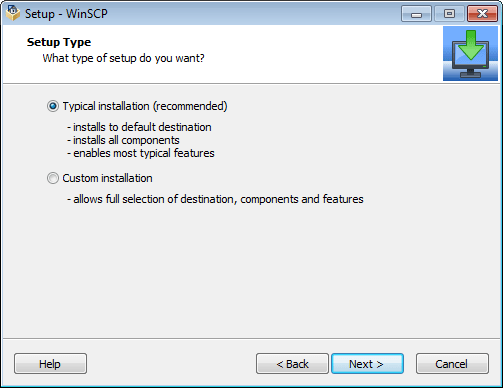 Setup - WinSCP
Setup Type
What type of setup do you want?
Typical installation (recommended)
- installs to default destination
- installs all components
- enables most typical features
Custom installation
- allows full selection of destination, components and features
Help
< Back
Next >
Cancel